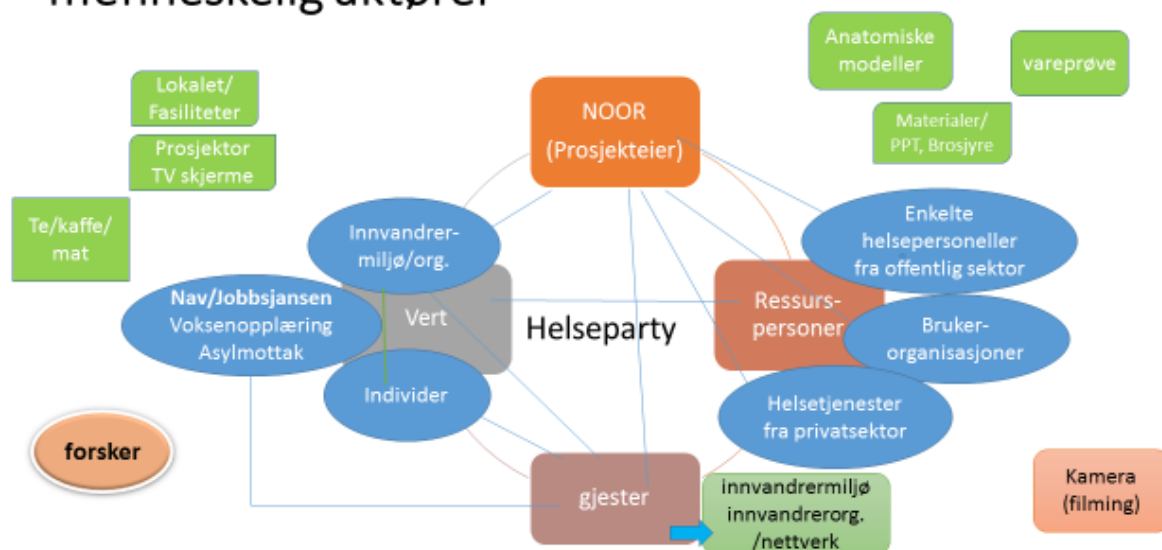 menneskelig aktører
Anatomiske
modeller
vareprøve
Lokalet/
Fasiliteter
NOOR
(Prosjekteier)
Materialer/
PPT, Brosjyre
Prosjektor
TV skjerme
Te/kaffe/
mat
Innvandrer-
miljø/org.
Enkelte
helsepersoneller
fra offentlig sektor
Nav/Jobbsjansen
Voksenopplæring
Asylmottak
Vert
Helseparty
Ressurs-
personer
Bruker-
organisasjoner
Individer
Helsetjenester
fra privatsektor
forsker
gjester
innvandrermiljø
innvandrerorg.
/nettverk
Kamera
(filming)